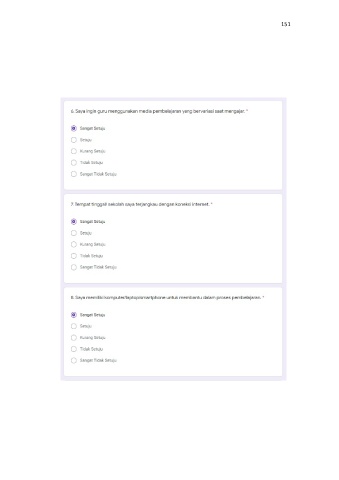 151
6. Saya ingin guru menggunakan media pembelajaran yang bervariasi saat mengajar. *
Sangat Setuju
Setuju
Kurang Setuju
Tidak Setuju
Sangat Tidak Setuju
7. Tempat tinggal/ sekolah saya terjangkau dengan koneksi internet. *
Sangat Setuju
Setuju
Kurang Setuju
Tidak Setuju
Sangat Tidak Setuju
8. Saya memiliki komputer/laptop/smartphone untuk membantu dalam proses pembelajaran. *
Sangat Setuju
Setuju
Kurang Setuju
Tidak Setuju
Sangat Tidak Setuju